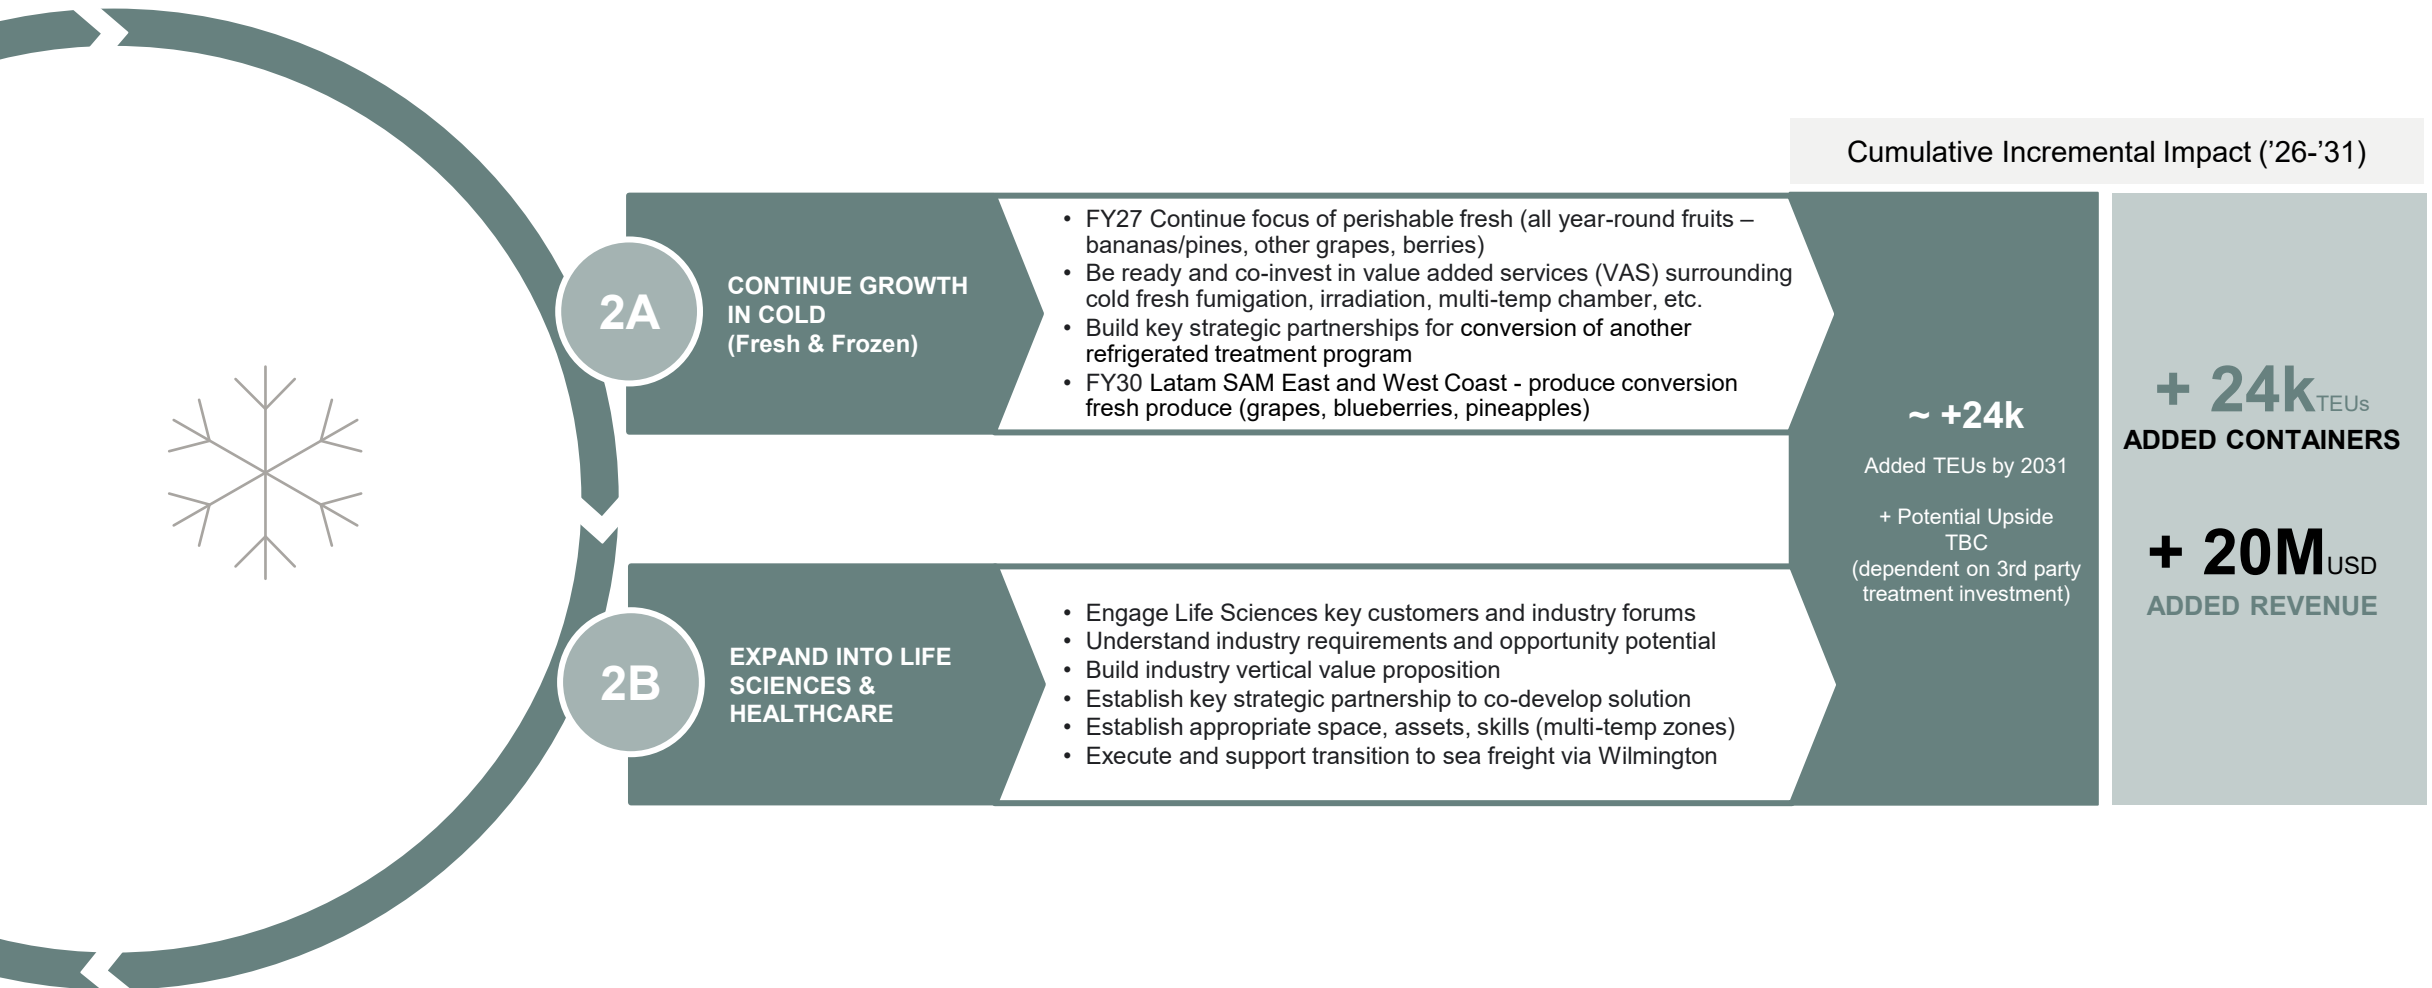 Cumulative Incremental Impact (’26-’31)
2A
CONTINUE GROWTH
IN COLD
(Fresh & Frozen)
• FY27 Continue focus of perishable fresh (all year-round fruits –
bananas/pines, other grapes, berries)
• Be ready and co-invest in value added services (VAS) surrounding
cold fresh fumigation, irradiation, multi-temp chamber, etc.
• Build key strategic partnerships for conversion of another
refrigerated treatment program
• FY30 Latam SAM East and West Coast - produce conversion
fresh produce (grapes, blueberries, pineapples)
2B
EXPAND INTO LIFE
SCIENCES &
HEALTHCARE
• Engage Life Sciences key customers and industry forums
• Understand industry requirements and opportunity potential
• Build industry vertical value proposition
• Establish key strategic partnership to co-develop solution
• Establish appropriate space, assets, skills (multi-temp zones)
• Execute and support transition to sea freight via Wilmington
~ +24k
Added TEUs by 2031
+ Potential Upside
TBC
(dependent on 3rd party
treatment investment)
+ 24kTEUs
ADDED CONTAINERS
+ 20MUSD
ADDED REVENUE